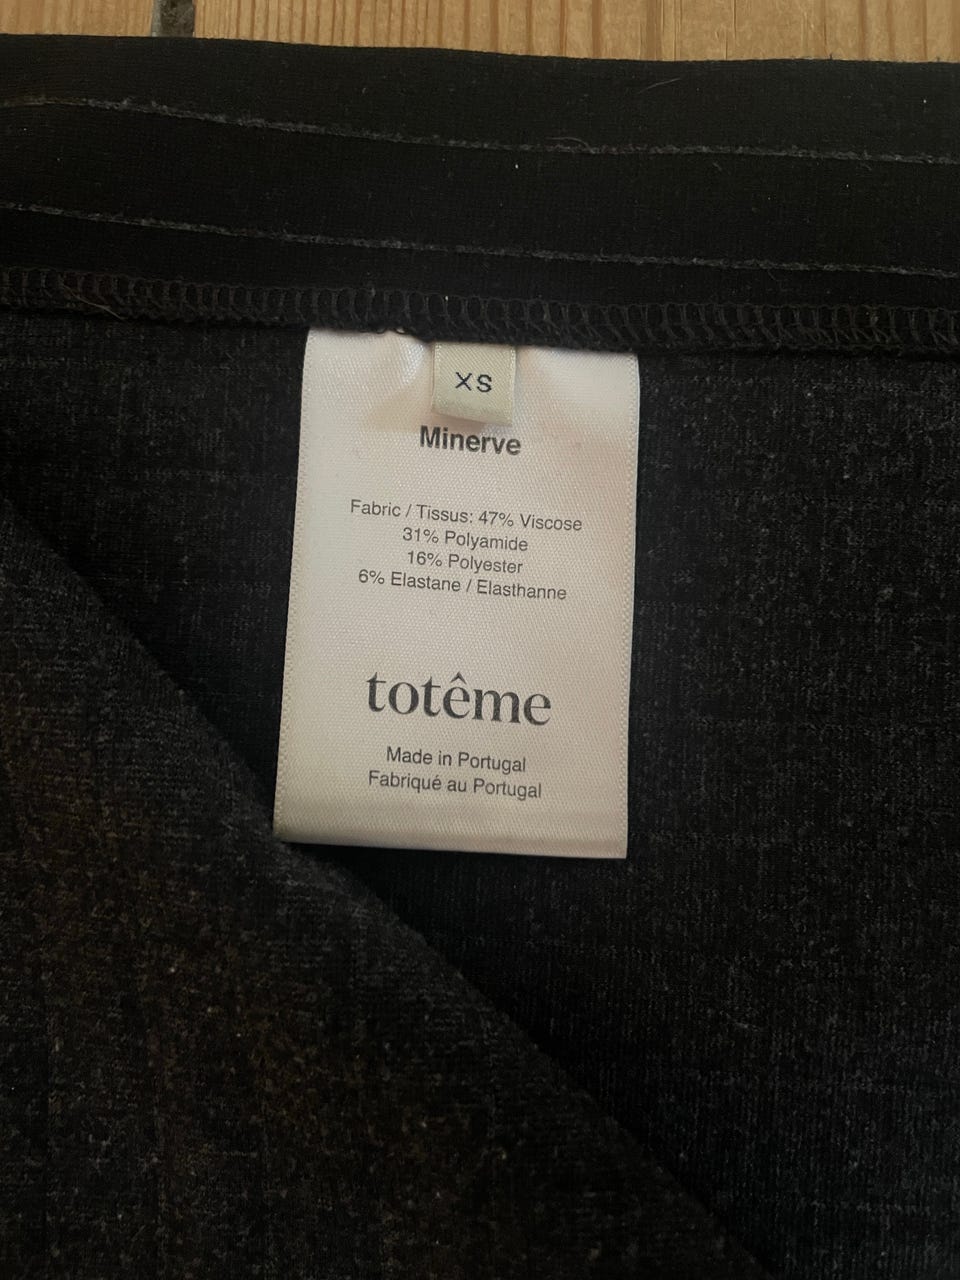 XS
Minerve
Fabric / Tissus: 47% Viscose
31% Polyamide
16% Polyester
6% Elastane / Elasthanne
totême
Made in Portugal
Fabriqué au Portugal